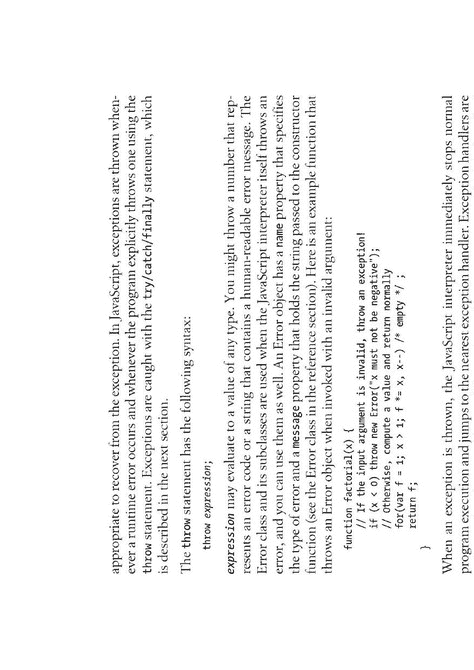 appropriate to recover from the exception. In JavaScript, exceptions are thrown when-
ever a runtime error occurs and whenever the program explicitly throws one using the
throw statement. Exceptions are caught with the try/catch/finally statement, which
is described in the next section.
The throw statement has the following syntax:
throw expression;
expression may evaluate to a value of any type. You might throw a number that rep-
resents an error code or a string that contains a human-readable error message. The
Error class and its subclasses are used when the JavaScript interpreter itself throws an
error, and you can use them as well. An Error object has a name property that specifies
the type of error and a message property that holds the string passed to the constructor
function (see the Error class in the reference section). Here is an example function that
throws an Error object when invoked with an invalid argument:
function factorial(x) {
// If the input argument is invalid, throw an exception!
if (x < 0) throw new Error("x must not be negative");
// Otherwise, compute a value and return normally
for(var f = 1; x > 1; f *= x, x--) /* empty */ ;
return f;
}
When an exception is thrown, the JavaScript interpreter immediately stops normal
program execution and jumps to the nearest exception handler. Exception handlers are